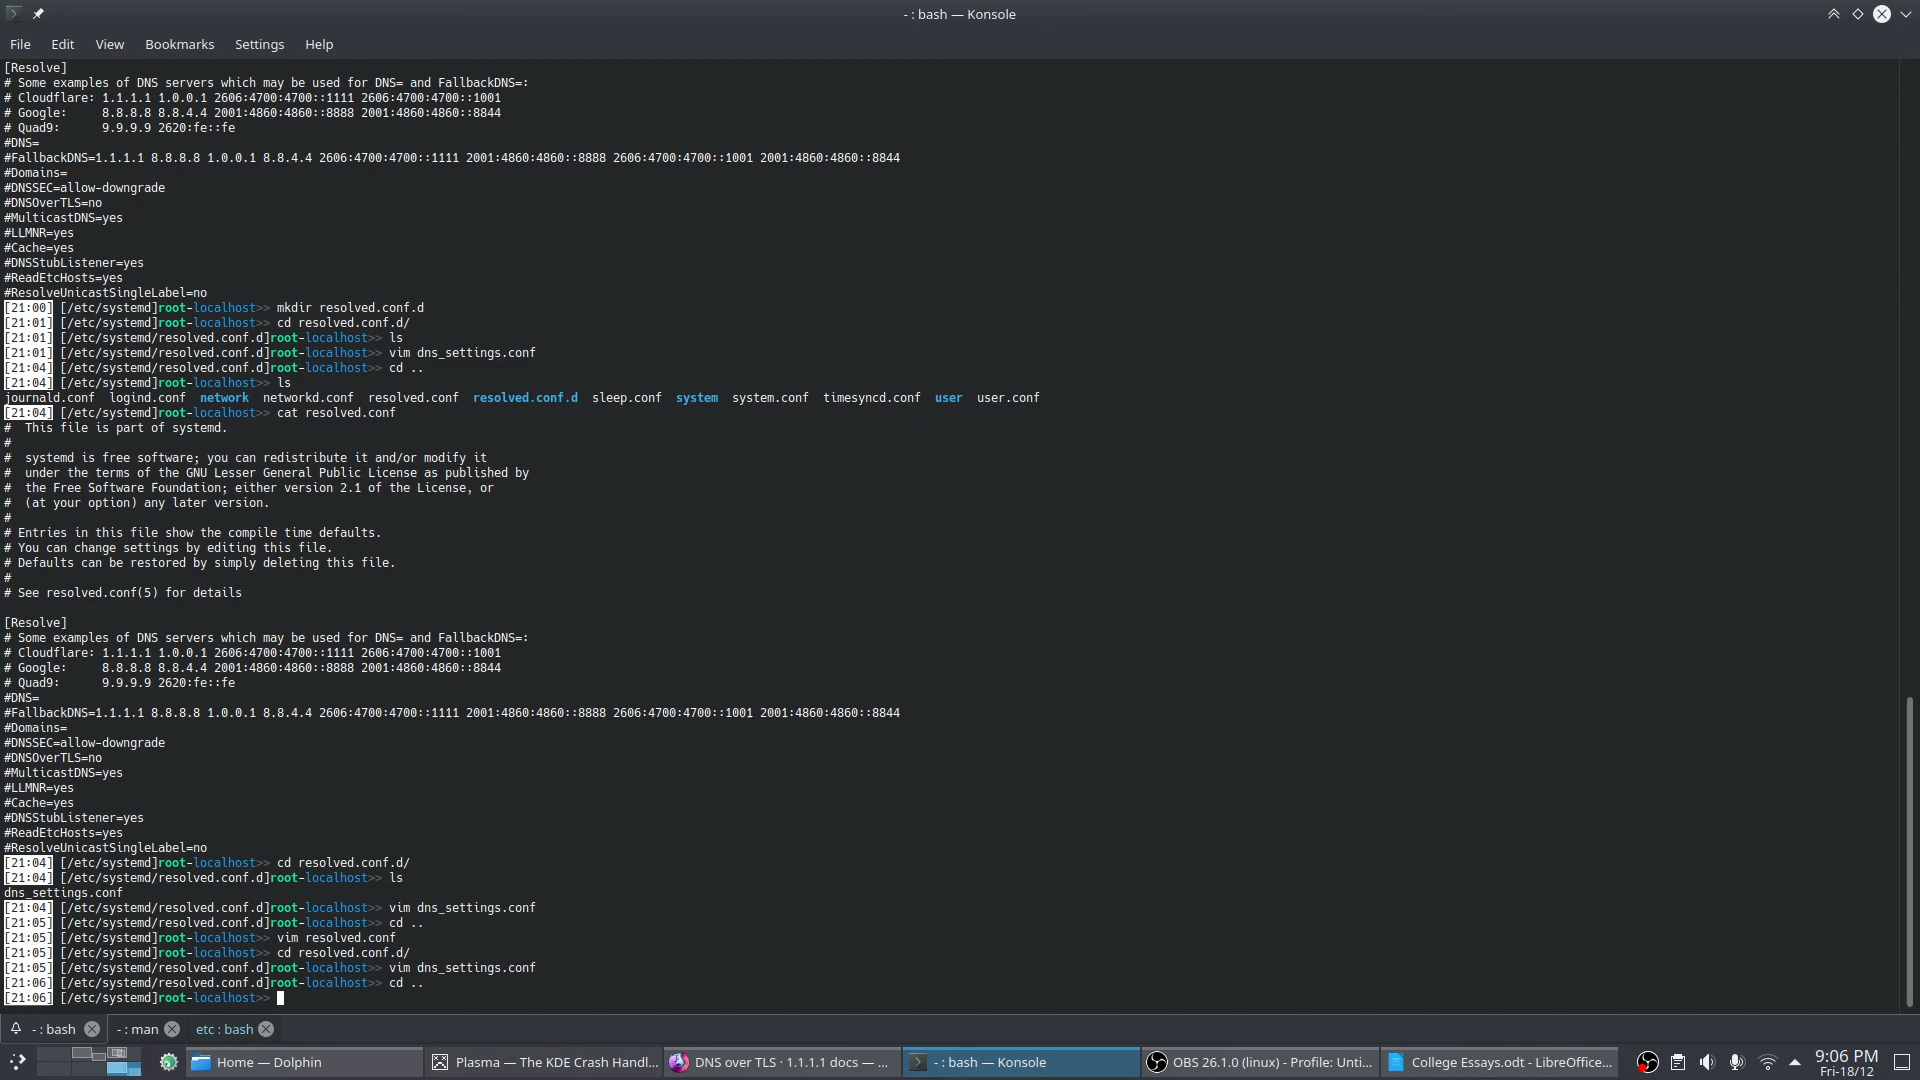 - : bash — Konsole
File Edit View Bookmarks Settings Help
[Resolve]
# Some examples of DNS servers which may be used for DNS= and FallbackDNS=:
# Cloudflare: 1.1.1.1 1.0.0.1 2606:4700:4700::1111 2606:4700:4700::1001
# Google:     8.8.8.8 8.8.4.4 2001:4860:4860::8888 2001:4860:4860::8844
# Quad9:      9.9.9.9 2620:fe::fe
#DNS=
#FallbackDNS=1.1.1.1 8.8.8.8 1.0.0.1 8.8.4.4 2606:4700:4700::1111 2001:4860:4860::8888 2606:4700:4700::1001 2001:4860:4860::8844
#Domains=
#DNSSEC=allow-downgrade
#DNSOverTLS=no
#MulticastDNS=yes
#LLMNR=yes
#Cache=yes
#DNSStubListener=yes
#ReadEtcHosts=yes
#ResolveUnicastSingleLabel=no
[21:00] [/etc/systemd]root-localhost>> mkdir resolved.conf.d
[21:01] [/etc/systemd]root-localhost>> cd resolved.conf.d/
[21:01] [/etc/systemd/resolved.conf.d]root-localhost>> ls
[21:01] [/etc/systemd/resolved.conf.d]root-localhost>> vim dns_settings.conf
[21:04] [/etc/systemd/resolved.conf.d]root-localhost>> cd ..
[21:04] [/etc/systemd]root-localhost>> ls
journald.conf  logind.conf  network  networkd.conf  resolved.conf  resolved.conf.d  sleep.conf  system  system.conf  timesyncd.conf  user  user.conf
[21:04] [/etc/systemd]root-localhost>> cat resolved.conf
#  This file is part of systemd.
#
#  systemd is free software; you can redistribute it and/or modify it
#  under the terms of the GNU Lesser General Public License as published by
#  the Free Software Foundation; either version 2.1 of the License, or
#  (at your option) any later version.
#
# Entries in this file show the compile time defaults.
# You can change settings by editing this file.
# Defaults can be restored by simply deleting this file.
#
# See resolved.conf(5) for details
[Resolve]
# Some examples of DNS servers which may be used for DNS= and FallbackDNS=:
# Cloudflare: 1.1.1.1 1.0.0.1 2606:4700:4700::1111 2606:4700:4700::1001
# Google:     8.8.8.8 8.8.4.4 2001:4860:4860::8888 2001:4860:4860::8844
# Quad9:      9.9.9.9 2620:fe::fe
#DNS=
#FallbackDNS=1.1.1.1 8.8.8.8 1.0.0.1 8.8.4.4 2606:4700:4700::1111 2001:4860:4860::8888 2606:4700:4700::1001 2001:4860:4860::8844
#Domains=
#DNSSEC=allow-downgrade
#DNSOverTLS=no
#MulticastDNS=yes
#LLMNR=yes
#Cache=yes
#DNSStubListener=yes
#ReadEtcHosts=yes
#ResolveUnicastSingleLabel=no
[21:04] [/etc/systemd]root-localhost>> cd resolved.conf.d/
[21:04] [/etc/systemd/resolved.conf.d]root-localhost>> ls
dns_settings.conf
[21:04] [/etc/systemd/resolved.conf.d]root-localhost>> vim dns_settings.conf
[21:05] [/etc/systemd/resolved.conf.d]root-localhost>> cd ..
[21:05] [/etc/systemd]root-localhost>> vim resolved.conf
[21:05] [/etc/systemd]root-localhost>> cd resolved.conf.d/
[21:05] [/etc/systemd/resolved.conf.d]root-localhost>> vim dns_settings.conf
[21:06] [/etc/systemd/resolved.conf.d]root-localhost>> cd ..
[21:06] [/etc/systemd]root-localhost>>
- : bash - : man etc : bash
Home — Dolphin Plasma — The KDE Crash Handl... DNS over TLS · 1.1.1.1 docs — ... - : bash — Konsole OBS 26.1.0 (linux) - Profile: Unti... College Essays.odt - LibreOffice... 9:06 PM
Fri-18/12